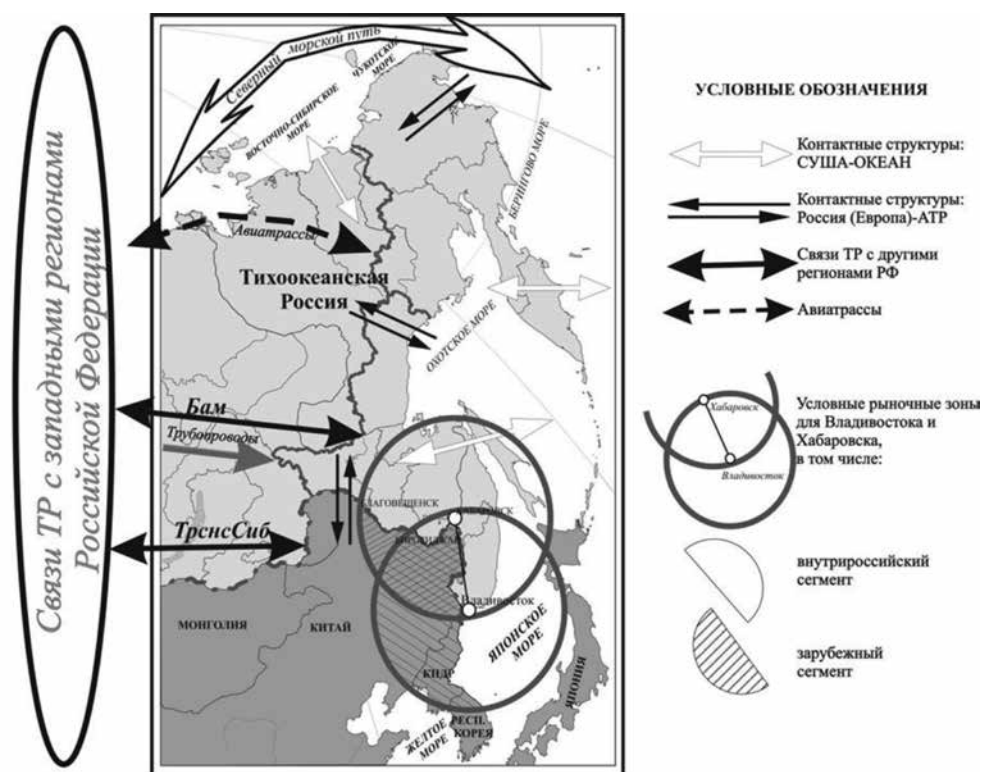 Связи ТР с западными регионами
Российской Федерации
Северный морской путь
ЧУКОТСКОЕ
МОРЕ
ВОСТОЧНО-СИБИРСКОЕ
МОРЕ
БЕРИНГОВО МОРЕ
Авиатрассы
Тихоокеанская
Россия
ОХОТСКОЕ МОРЕ
Бам
Трубопроводы
ТрснсСиб
ЛАГОВЕЩЕНСК
Владивосток
МОНГОЛИЯ
КИТАЙ
ЯПОНСКОЕ
МОРЕ
КНДР
РЕСП.
КОРЕЯ
ЖЕЛТОЕ
МОРЕ
ЯПОНИЯ
УСЛОВНЫЕ ОБОЗНАЧЕНИЯ
Контактные структуры:
СУША-ОКЕАН
Контактные структуры:
Россия (Европа)-АТР
Связи ТР с другими
регионами РФ
Авиатрассы
Хабаровск
Владивосток
Условные рыночные зоны
для Владивостока и
Хабаровска,
в том числе:
внутрироссийский
сегмент
зарубежный
сегмент